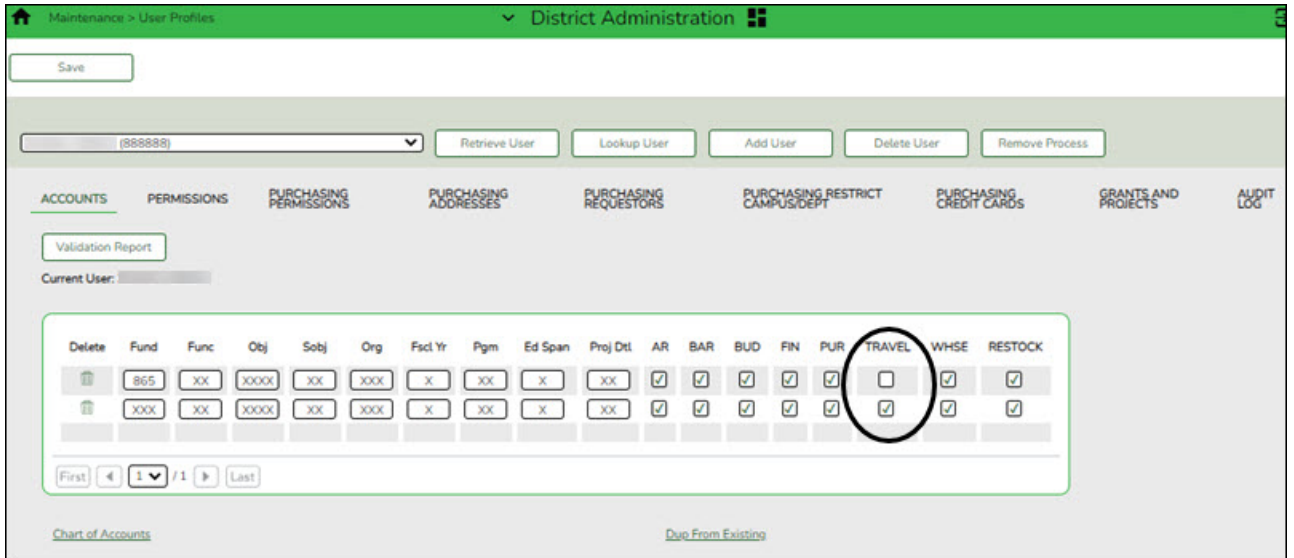 Maintenance > User Profiles District Administration
Save
(888888) Retrieve User Lookup User Add User Delete User Remove Process
ACCOUNTS PERMISSIONS PURCHASING PERMISSIONS PURCHASING ADDRESSES PURCHASING REQUESTORS PURCHASING RESTRICT CAMPUS/DEPT PURCHASING CREDIT CARDS GRANTS AND PROJECTS AUDIT LOG
Validation Report
Current User:
Delete Fund Func Obj Sobj Org Fscl Yr Pgm Ed Span Proj Dtl AR BAR BUD FIN PUR TRAVEL WHSE RESTOCK
865 XX XXXX XX XXX X XX X XX
XXX XX XXXX XX XXX X XX X XX
First 1 / 1 Last
Chart of Accounts Dup From Existing